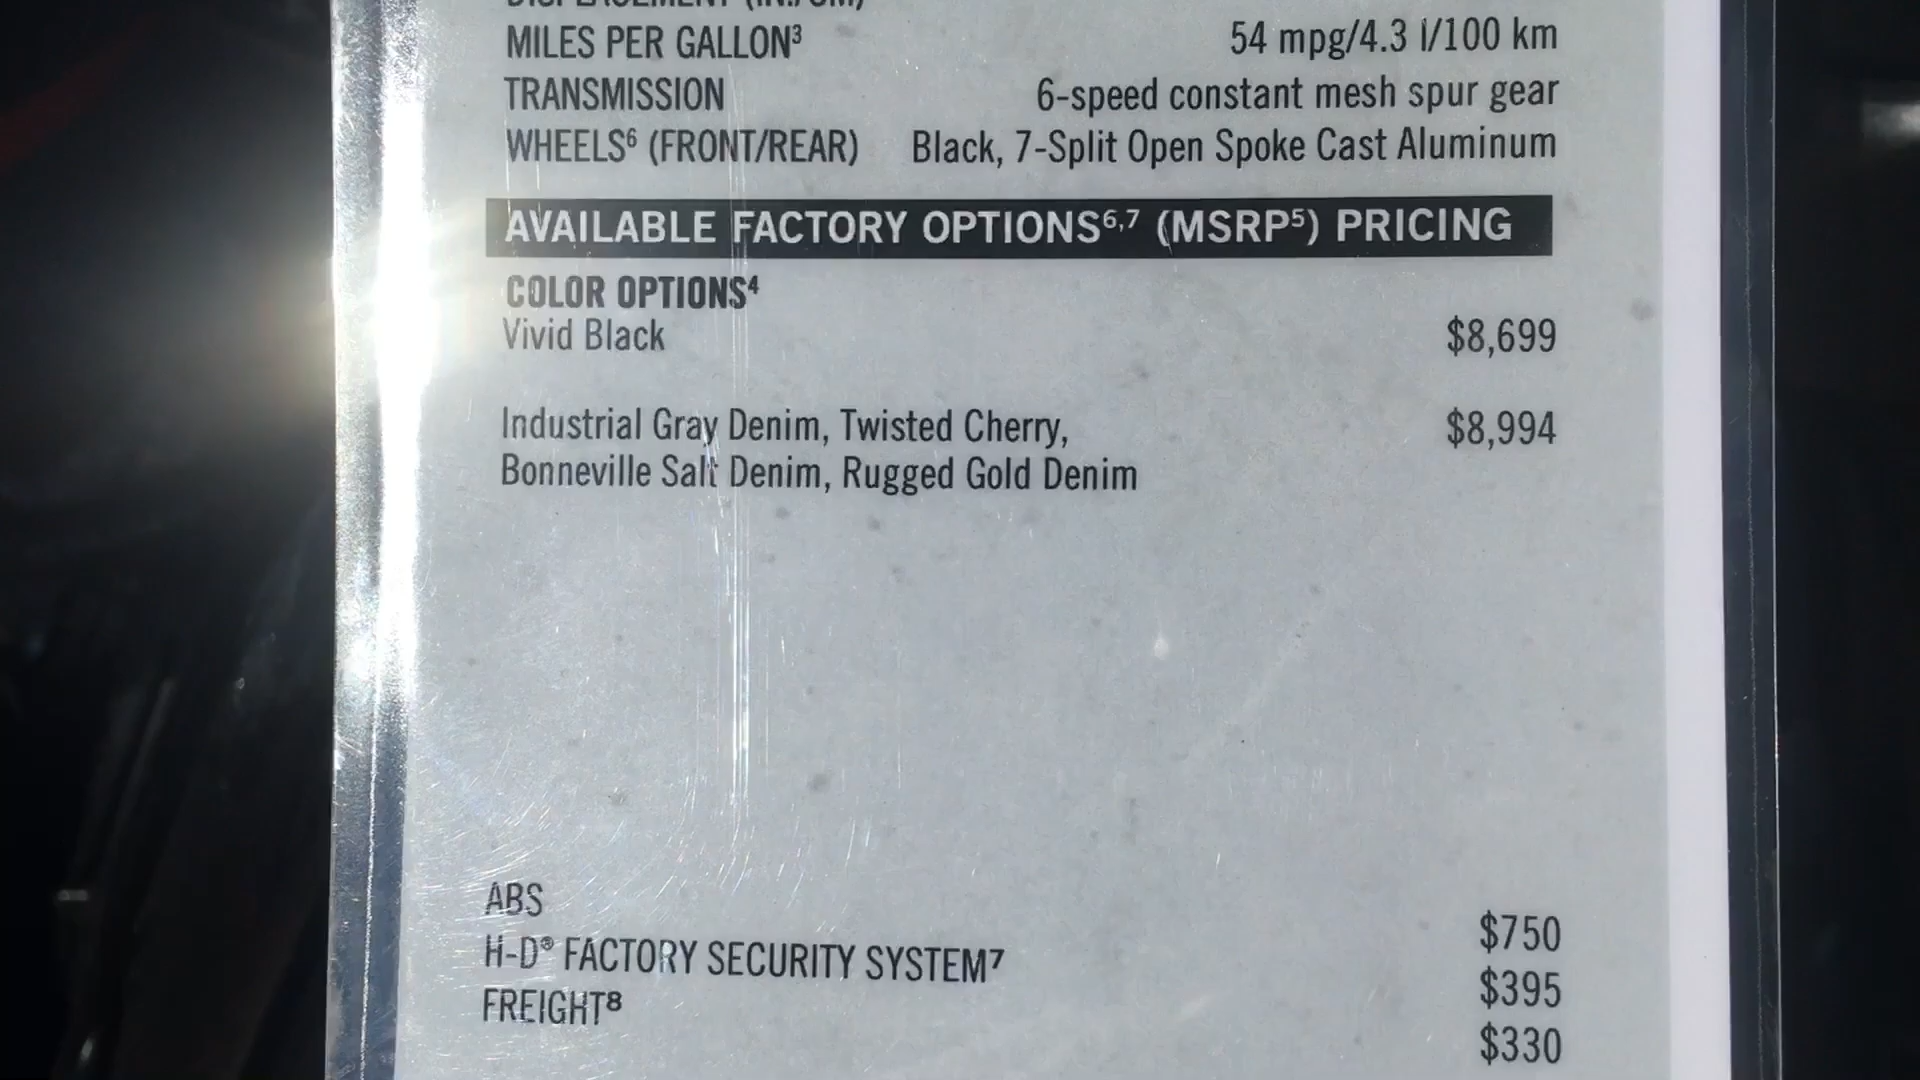 MILES PER GALLON³ 54 mpg/4.3 l/100 km
TRANSMISSION 6-speed constant mesh spur gear
WHEELS⁶ (FRONT/REAR) Black, 7-Split Open Spoke Cast Aluminum
AVAILABLE FACTORY OPTIONS⁶,⁷ (MSRP⁵) PRICING
COLOR OPTIONS⁴
Vivid Black $8,699
Industrial Gray Denim, Twisted Cherry, $8,994
Bonneville Salt Denim, Rugged Gold Denim
ABS $750
H-D® FACTORY SECURITY SYSTEM⁷ $395
FREIGHT⁸ $330